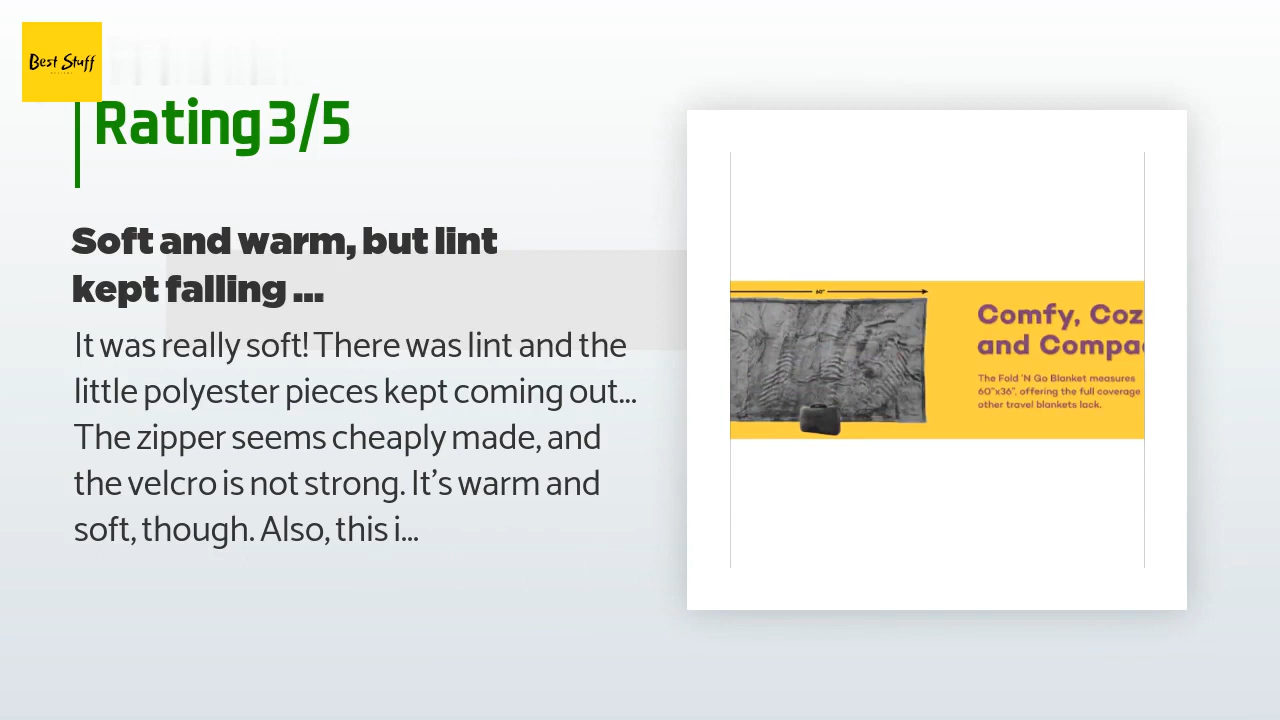 Best Stuff
Rating 3/5
Soft and warm, but lint
kept falling ...
It was really soft! There was lint and the
little polyester pieces kept coming out...
The zipper seems cheaply made, and
the velcro is not strong. It's warm and
soft, though. Also, this i...
60"
Comfy, Coz
and Compa
The Fold 'N Go Blanket measures
60"x36", offering the full coverage
other travel blankets lack.